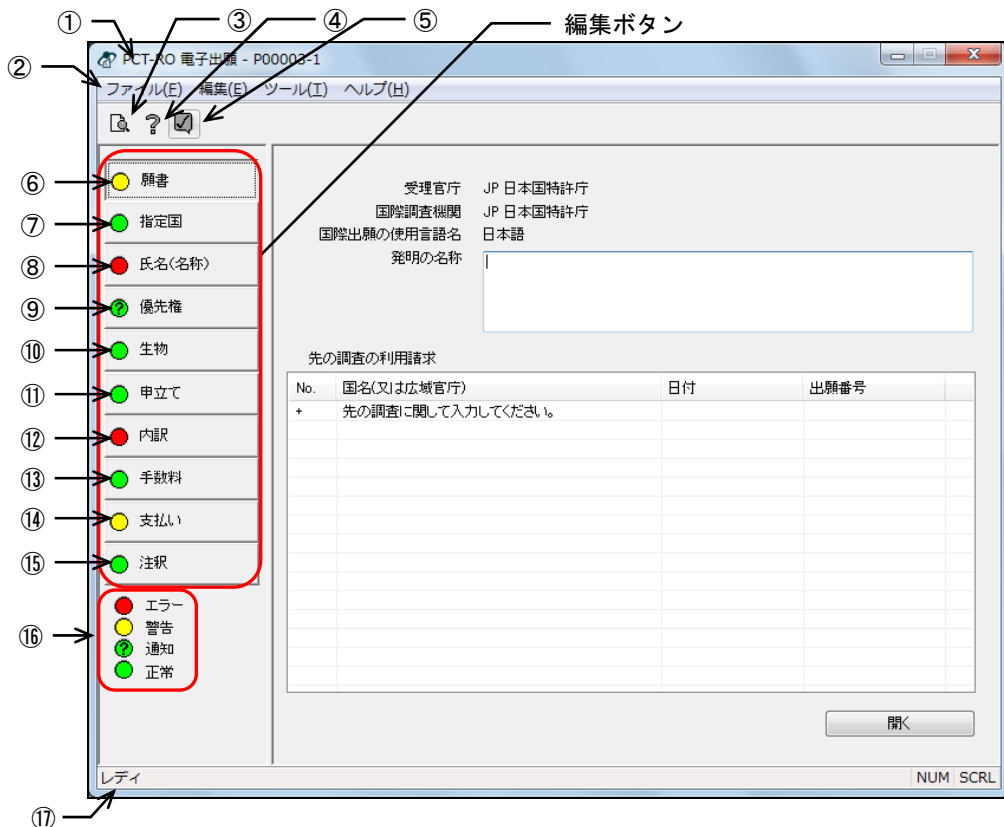 ① ③ ④ ⑤ 編集ボタン
② PCT-RO 電子出願 - P00003-1
ファイル(F) 編集(E) ツール(T) ヘルプ(H)
⑥ 願書
⑦ 指定国
⑧ 氏名(名称)
⑨ 優先権
⑩ 生物
⑪ 申立て
⑫ 内訳
⑬ 手数料
⑭ 支払い
⑮ 注釈
⑯ エラー
警告
通知
正常
受理官庁 JP 日本国特許庁
国際調査機関 JP 日本国特許庁
国際出願の使用言語名 日本語
発明の名称
先の調査の利用請求
No. 国名(又は広域官庁) 日付 出願番号
+ 先の調査に関して入力してください。
開く
レディ NUM SCRL
⑰